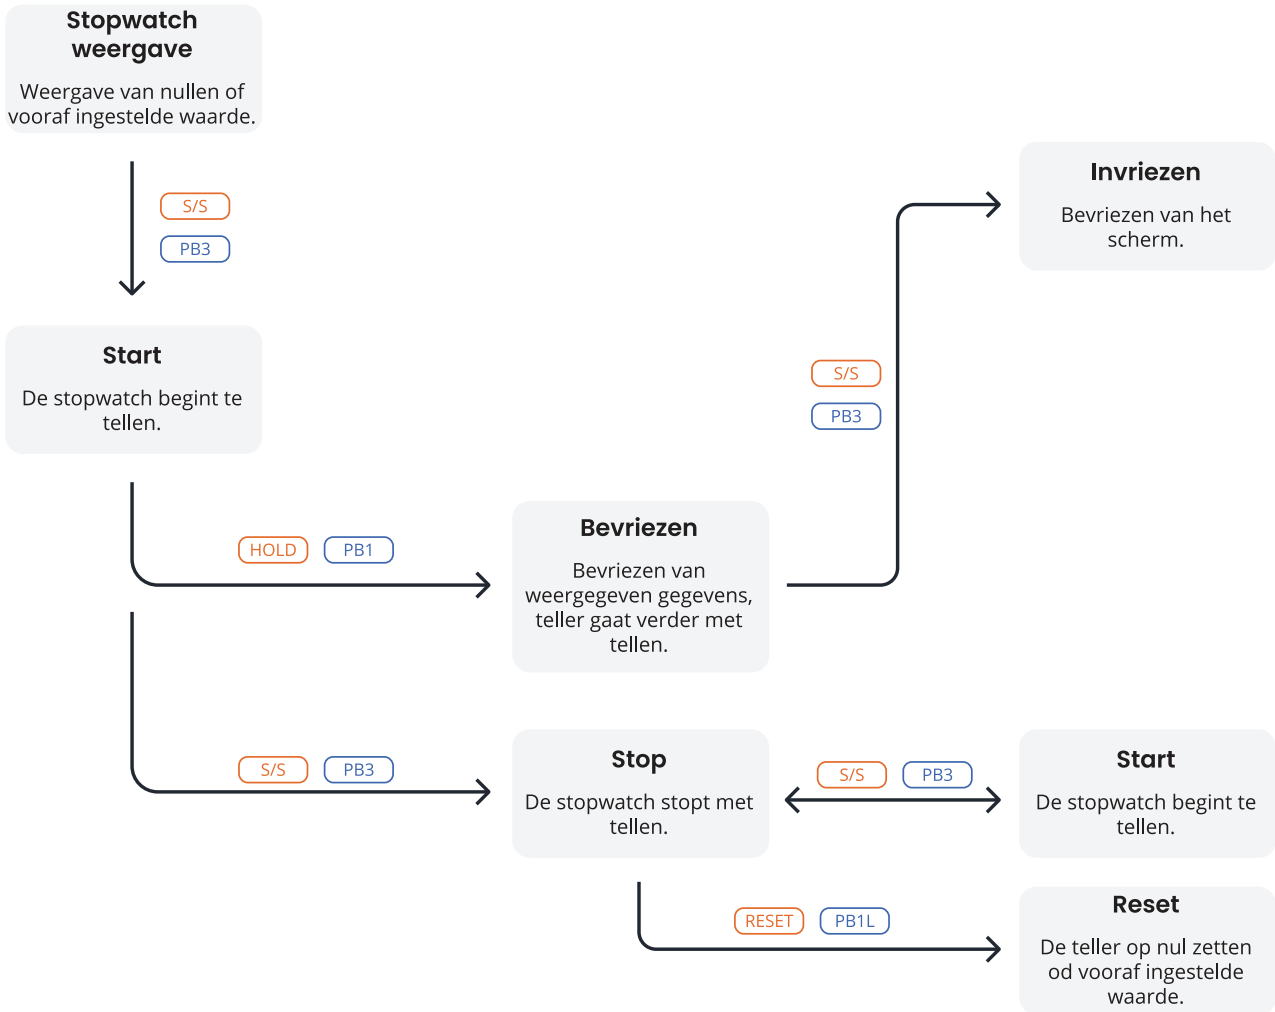 Stopwatch
weergave
Weergave van nullen of
vooraf ingestelde waarde.
S/S
PB3
Invriezen
Bevriezen van het
scherm.
Start
De stopwatch begint te
tellen.
S/S
PB3
HOLD PB1
Bevriezen
Bevriezen van
weergegeven gegevens,
teller gaat verder met
tellen.
S/S PB3
Stop
De stopwatch stopt met
tellen.
S/S PB3
Start
De stopwatch begint te
tellen.
RESET PB1L
Reset
De teller op nul zetten
od vooraf ingestelde
waarde.